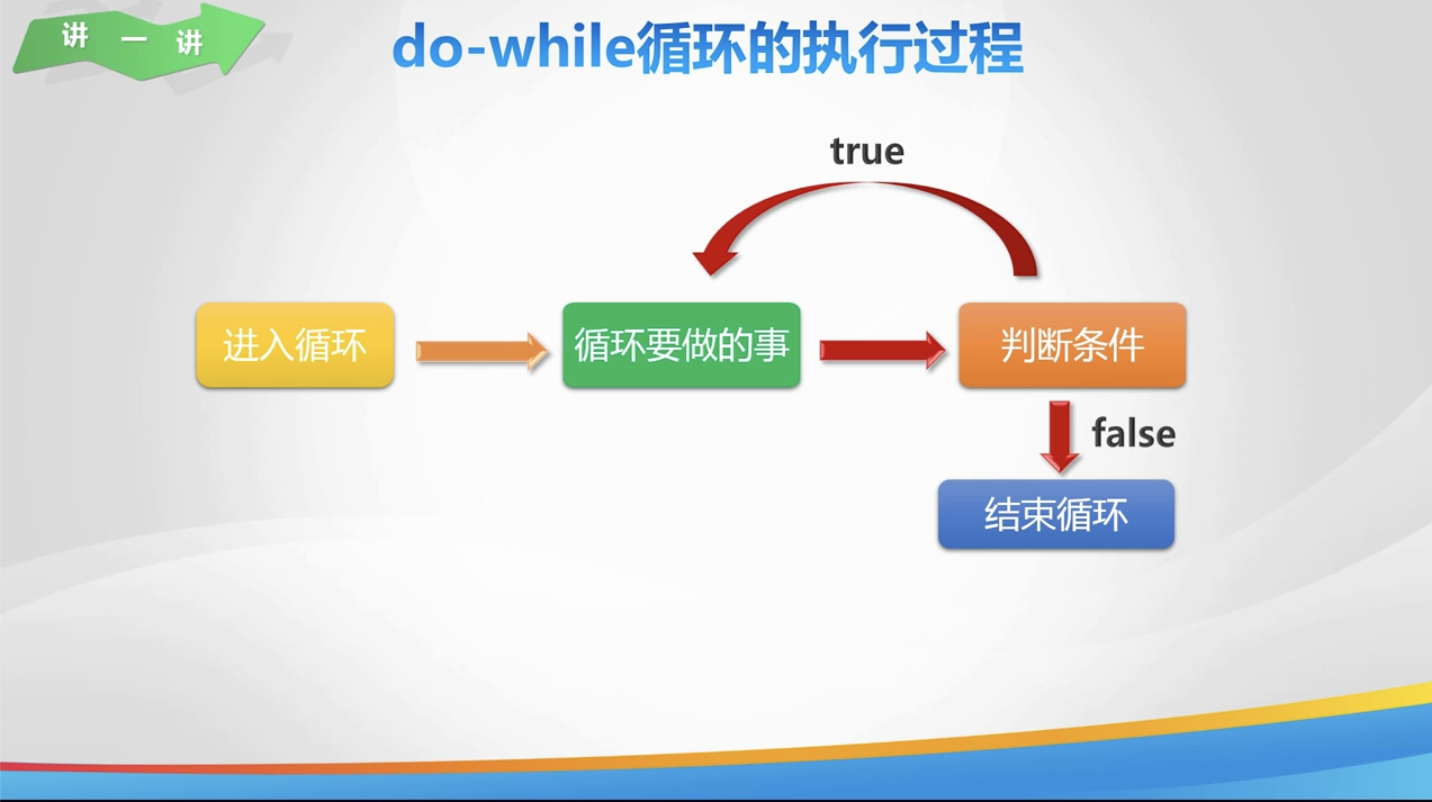 讲一讲
do-while循环的执行过程
true
进入循环
循环要做的事
判断条件
false
结束循环